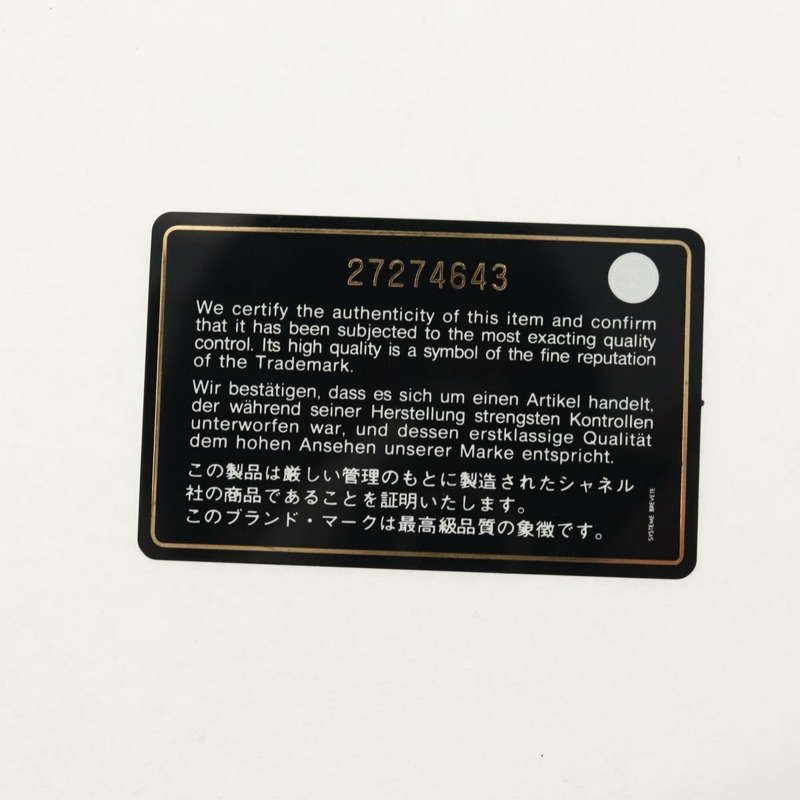 27274643
We certify the authenticity of this item and confirm
that it has been subjected to the most exacting quality
control. Its high quality is a symbol of the fine reputation
of the Trademark.
Wir bestätigen, dass es sich um einen Artikel handelt,
der während seiner Herstellung strengsten Kontrollen
unterworfen war, und dessen erstklassige Qualität
dem hohen Ansehen unserer Marke entspricht.
この製品は厳しい管理のもとに製造されたシャネル
社の商品であることを証明いたします。
このブランド・マークは最高級品質の象徴です。
SYSTEME BREVETE